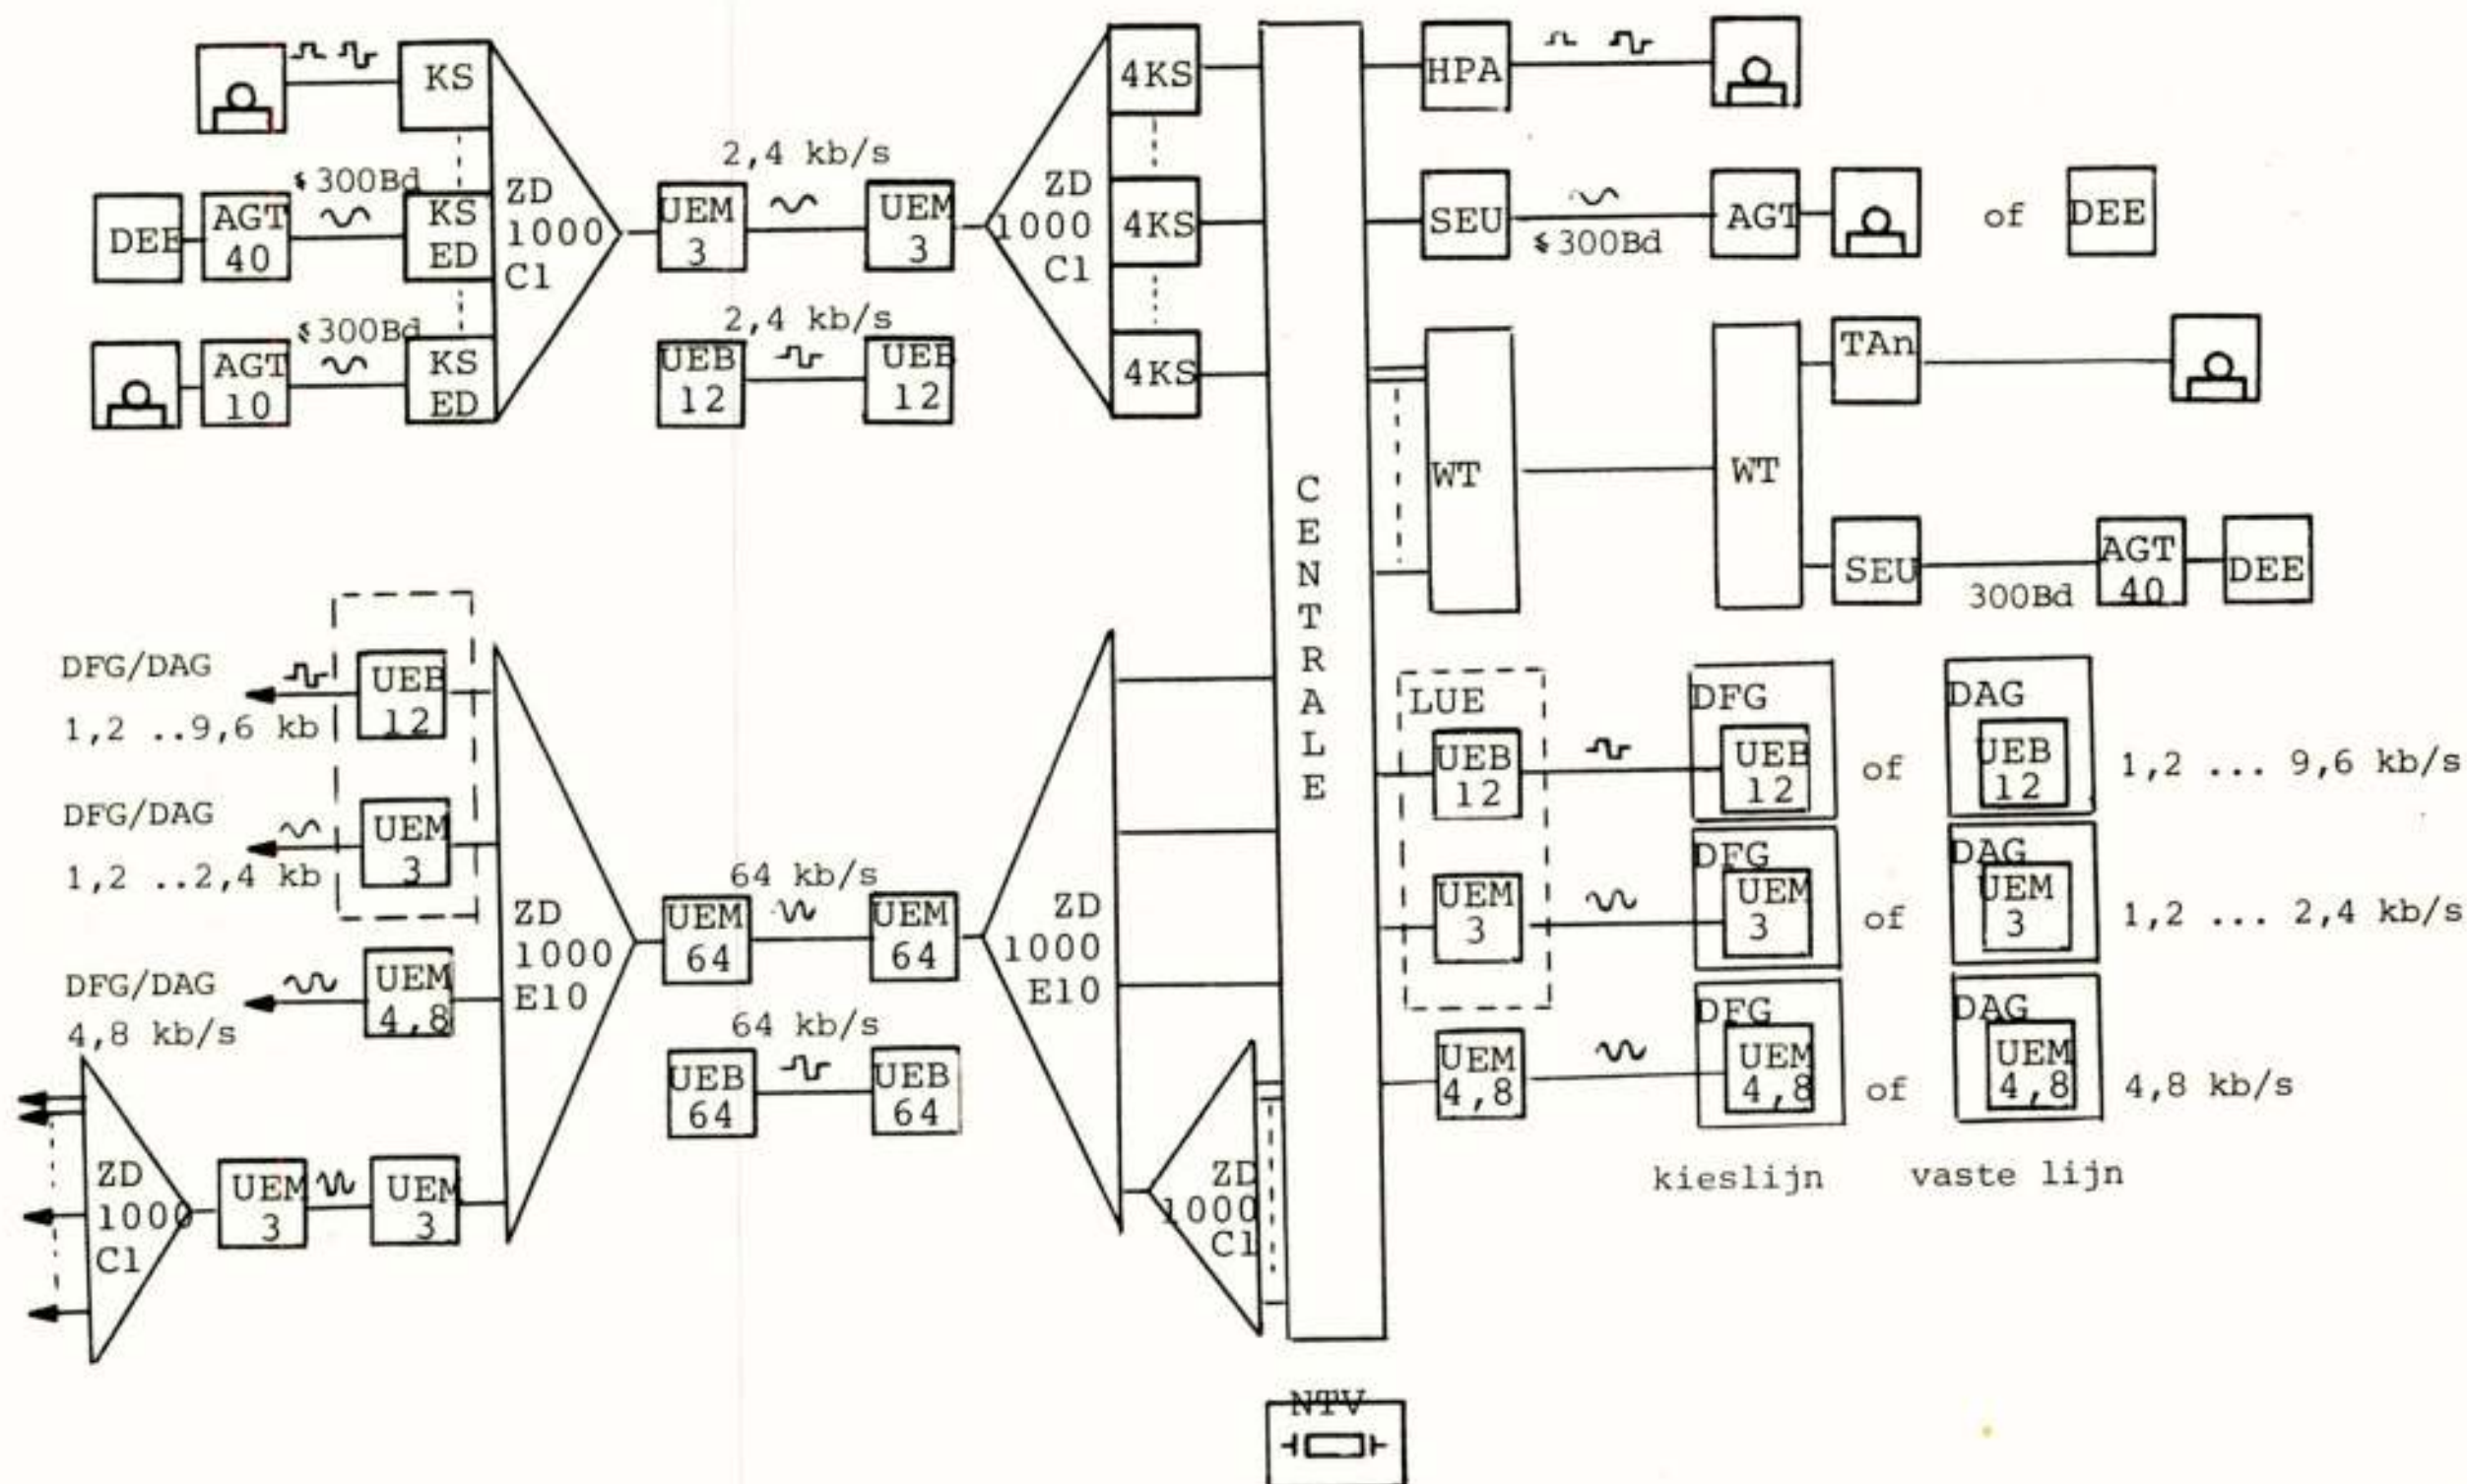 KS
4KS
HPA
DEE
AGT
40
≤300Bd
KS
ED
ZD
1000
C1
UEM
3
2,4 kb/s
UEM
3
ZD
1000
C1
4KS
SEU
≤300Bd
AGT
of
DEE
AGT
10
≤300Bd
KS
ED
UEB
12
2,4 kb/s
UEB
12
4KS
WT
WT
TAn
SEU
300Bd
AGT
40
DEE
CENTRALE
DFG/DAG
1,2 ..9,6 kb
UEB
12
DFG/DAG
1,2 ..2,4 kb
UEM
3
DFG/DAG
4,8 kb/s
UEM
4,8
ZD
1000
C1
UEM
3
UEM
3
ZD
1000
E10
UEM
64
64 kb/s
UEM
64
UEB
64
64 kb/s
UEB
64
ZD
1000
E10
ZD
1000
C1
LUE
UEB
12
DFG
UEB
12
of
DAG
UEB
12
1,2 ... 9,6 kb/s
UEM
3
DFG
UEM
3
of
DAG
UEM
3
1,2 ... 2,4 kb/s
UEM
4,8
DFG
UEM
4,8
of
DAG
UEM
4,8
4,8 kb/s
kieslijn
vaste lijn
NTV